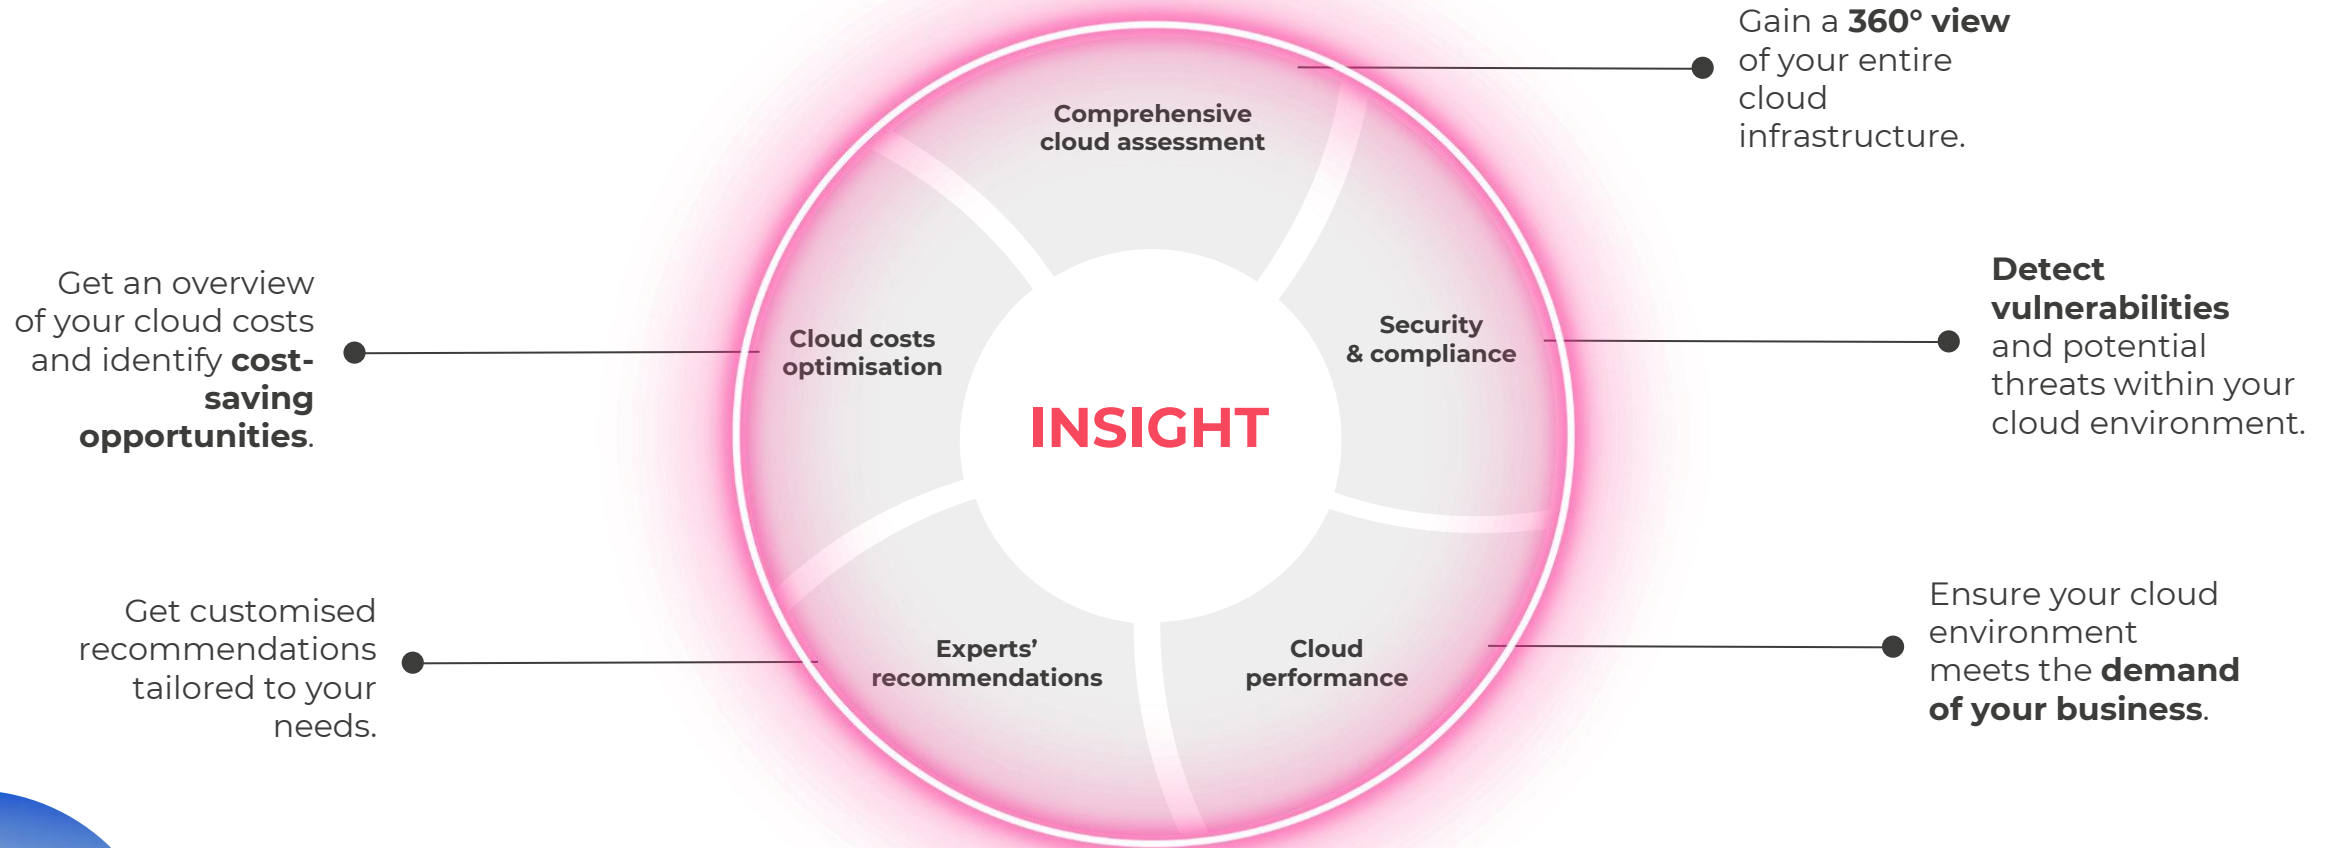 Gain a 360° view
of your entire
cloud
infrastructure.
Comprehensive
cloud assessment
Detect
vulnerabilities
and potential
threats within your
cloud environment.
Security
& compliance
Get an overview
of your cloud costs
and identify cost-
saving
opportunities.
Cloud costs
optimisation
INSIGHT
Ensure your cloud
environment
meets the demand
of your business.
Cloud
performance
Get customised
recommendations
tailored to your
needs.
Experts’
recommendations